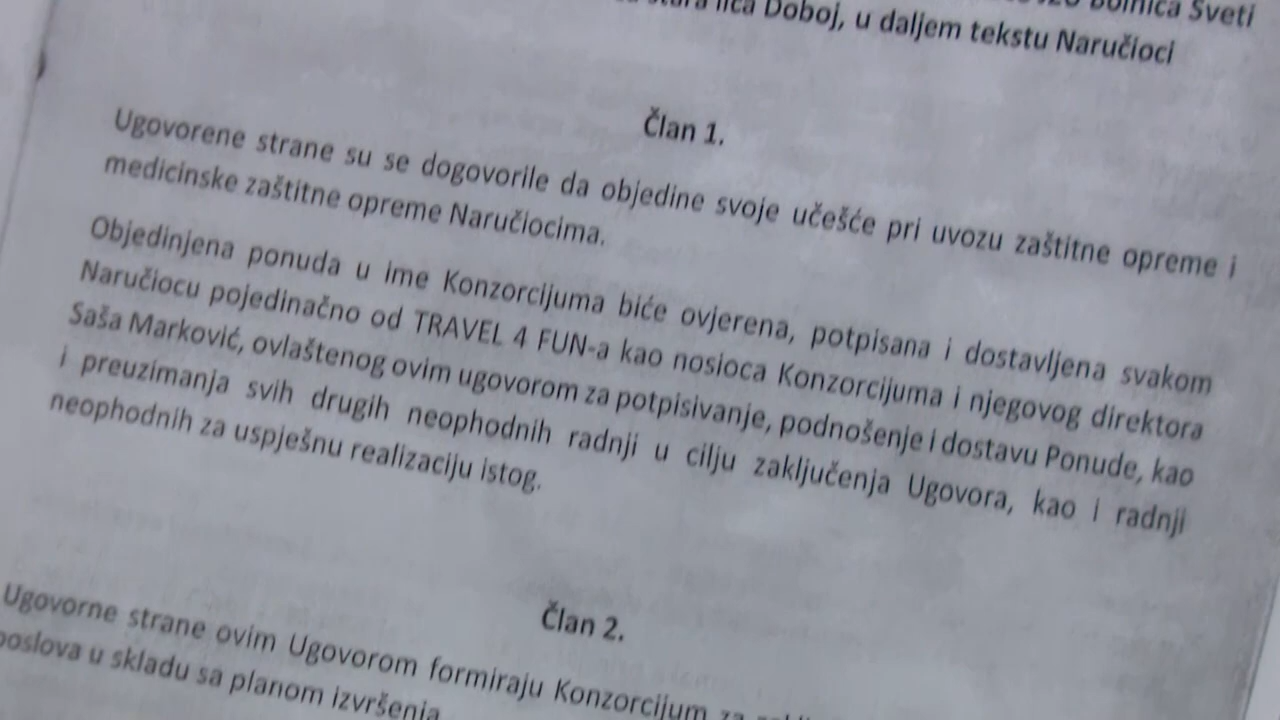 Bolnica Sveti
lica Doboj, u daljem tekstu Naručioci
Član 1.
Ugovorene strane su se dogovorile da objedine svoje učešće pri uvozu zaštitne opreme i
medicinske zaštitne opreme Naručiocima.
Objedinjena ponuda u ime Konzorcijuma biće ovjerena, potpisana i dostavljena svakom
Naručiocu pojedinačno od TRAVEL 4 FUN-a kao nosioca Konzorcijuma i njegovog direktora
Saša Marković, ovlaštenog ovim ugovorom za potpisivanje, podnošenje i dostavu Ponude, kao
i preuzimanja svih drugih neophodnih radnji u cilju zaključenja Ugovora, kao i radnji
neophodnih za uspješnu realizaciju istog.
Član 2.
Ugovorne strane ovim Ugovorom formiraju Konzorcijum za
poslova u skladu sa planom izvršenja